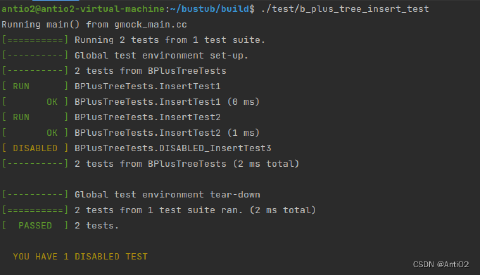 antio2@antio2-virtual-machine:~/bustub/build$ ./test/b_plus_tree_insert_test
Running main() from gmock_main.cc
[==========] Running 2 tests from 1 test suite.
[----------] Global test environment set-up.
[----------] 2 tests from BPlusTreeTests
[ RUN      ] BPlusTreeTests.InsertTest1
[       OK ] BPlusTreeTests.InsertTest1 (0 ms)
[ RUN      ] BPlusTreeTests.InsertTest2
[       OK ] BPlusTreeTests.InsertTest2 (1 ms)
[ DISABLED ] BPlusTreeTests.DISABLED_InsertTest3
[----------] 2 tests from BPlusTreeTests (2 ms total)
[----------] Global test environment tear-down
[==========] 2 tests from 1 test suite ran. (2 ms total)
[  PASSED  ] 2 tests.
YOU HAVE 1 DISABLED TEST
CSDN @AntiO2